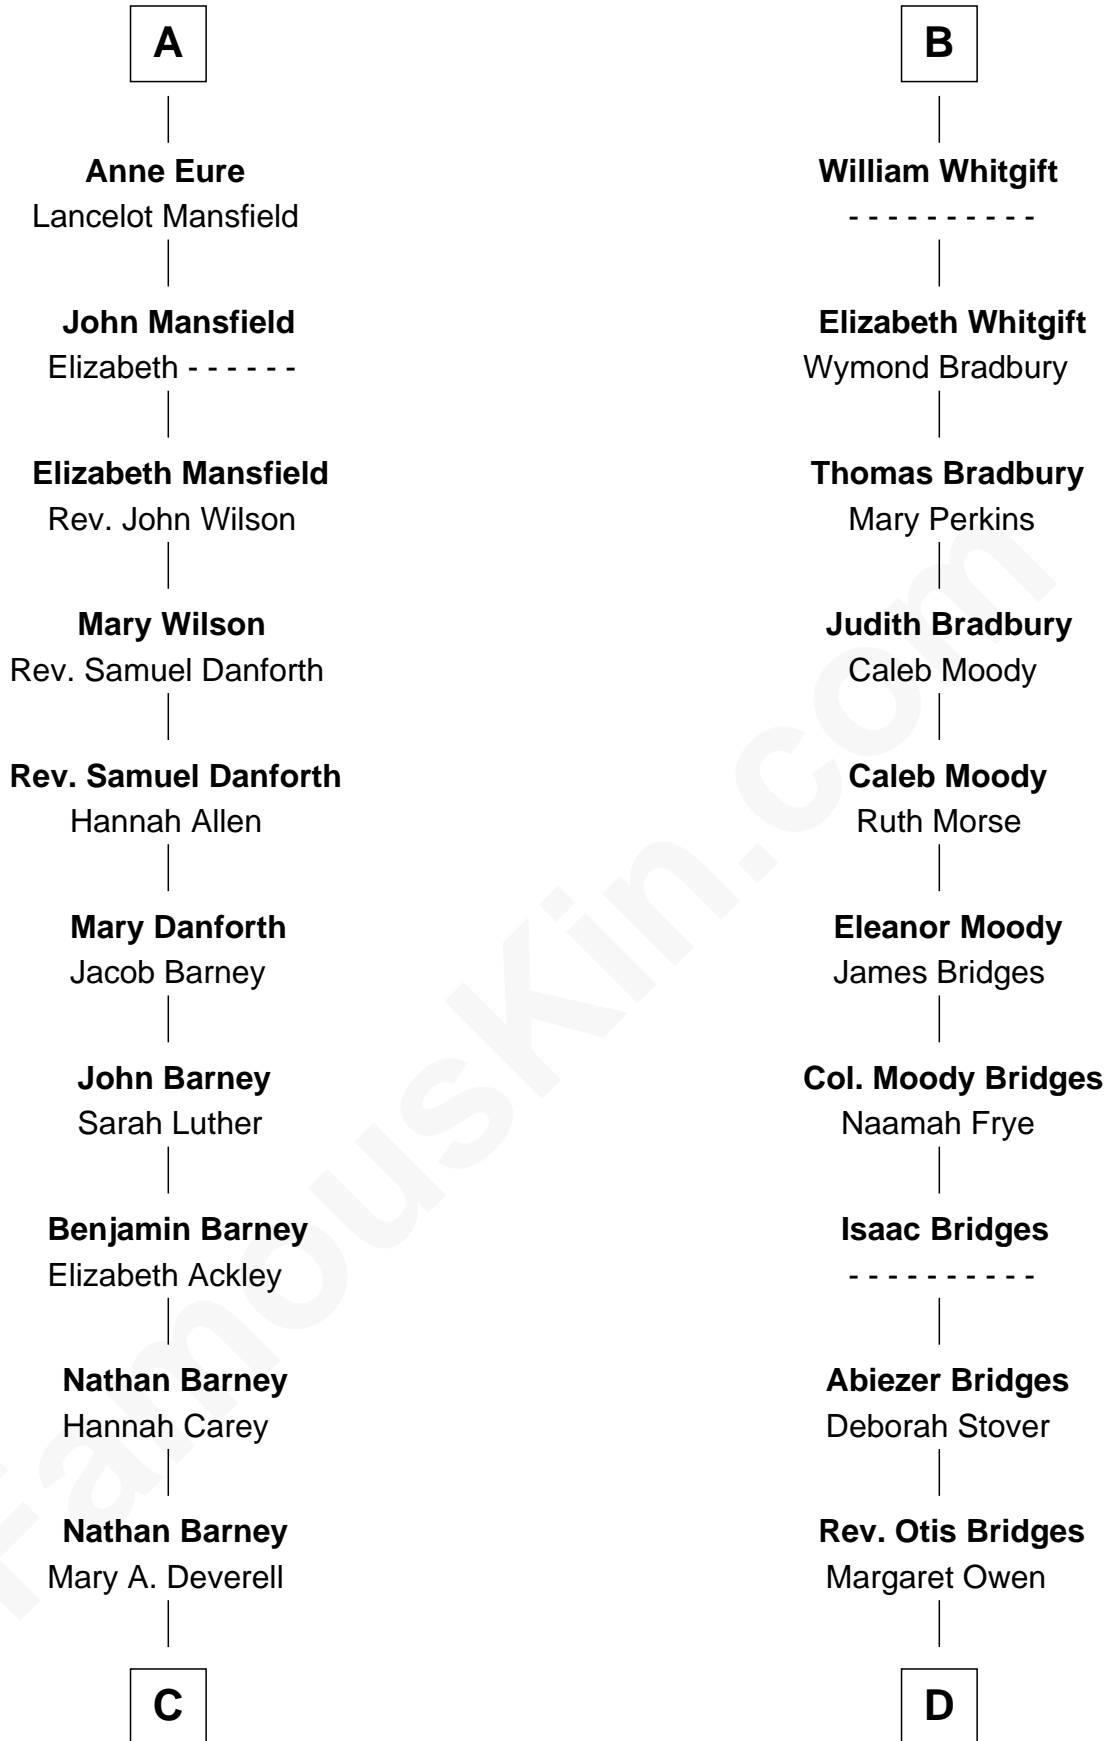 A
Anne Eure
Lancelot Mansfield
John Mansfield
Elizabeth - - - - - -
Elizabeth Mansfield
Rev. John Wilson
Mary Wilson
Rev. Samuel Danforth
Rev. Samuel Danforth
Hannah Allen
Mary Danforth
Jacob Barney
John Barney
Sarah Luther
Benjamin Barney
Elizabeth Ackley
Nathan Barney
Hannah Carey
Nathan Barney
Mary A. Deverell
C
B
William Whitgift
- - - - - - - - - -
Elizabeth Whitgift
Wymond Bradbury
Thomas Bradbury
Mary Perkins
Judith Bradbury
Caleb Moody
Caleb Moody
Ruth Morse
Eleanor Moody
James Bridges
Col. Moody Bridges
Naamah Frye
Isaac Bridges
- - - - - - - - - -
Abiezer Bridges
Deborah Stover
Rev. Otis Bridges
Margaret Owen
D
FamousKin.com